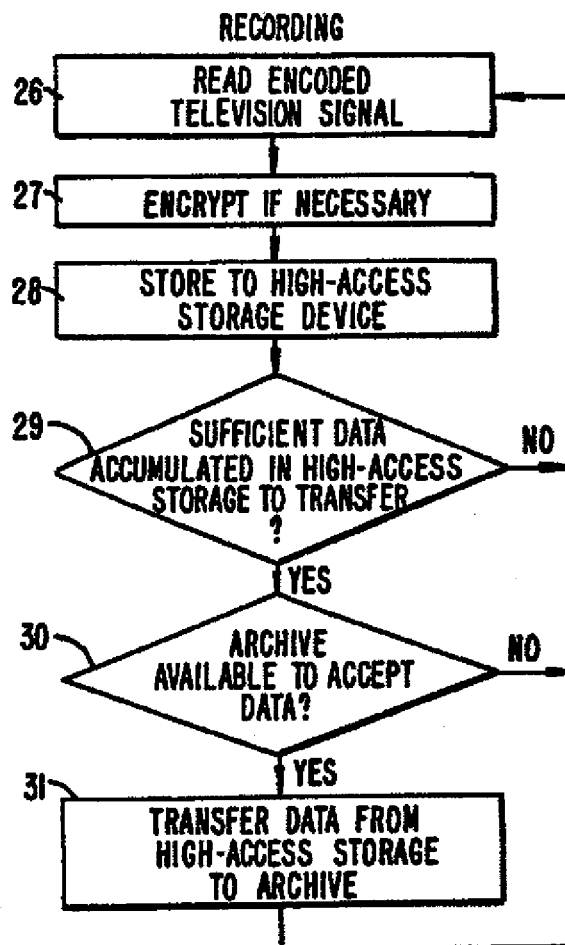 RECORDING
26
READ ENCODED
TELEVISION SIGNAL
27
ENCRYPT IF NECESSARY
28
STORE TO HIGH-ACCESS
STORAGE DEVICE
29
SUFFICIENT DATA
ACCUMULATED IN HIGH-ACCESS
STORAGE TO TRANSFER
?
NO
YES
30
ARCHIVE
AVAILABLE TO ACCEPT
DATA?
NO
YES
31
TRANSFER DATA FROM
HIGH-ACCESS STORAGE
TO ARCHIVE